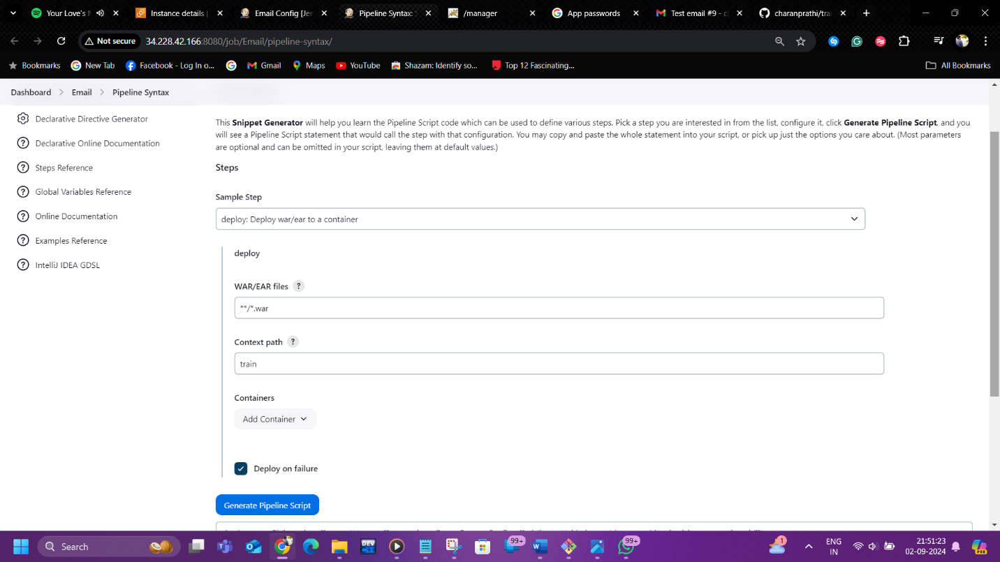 Your Love's N
Instance details |
Email Config [Jer
Pipeline Syntax:
/manager
App passwords
Test email #9 - c
charanprathi/tra
Not secure
34.228.42.166:8080/job/Email/pipeline-syntax/
Bookmarks
New Tab
Facebook - Log In o...
Gmail
Maps
YouTube
Shazam: Identify so...
Top 12 Fascinating...
All Bookmarks
Dashboard
Email
Pipeline Syntax
Declarative Directive Generator
Declarative Online Documentation
Steps Reference
Global Variables Reference
Online Documentation
Examples Reference
IntelliJ IDEA GDSL
This Snippet Generator will help you learn the Pipeline Script code which can be used to define various steps. Pick a step you are interested in from the list, configure it, click Generate Pipeline Script, and you
will see a Pipeline Script statement that would call the step with that configuration. You may copy and paste the whole statement into your script, or pick up just the options you care about. (Most parameters
are optional and can be omitted in your script, leaving them at default values.)
Steps
Sample Step
deploy: Deploy war/ear to a container
deploy
WAR/EAR files ?
**/*.war
Context path ?
train
Containers
Add Container
Deploy on failure
Generate Pipeline Script
Search
DEV
99+
99+
1
ENG
IN
21:51:23
02-09-2024
PRE